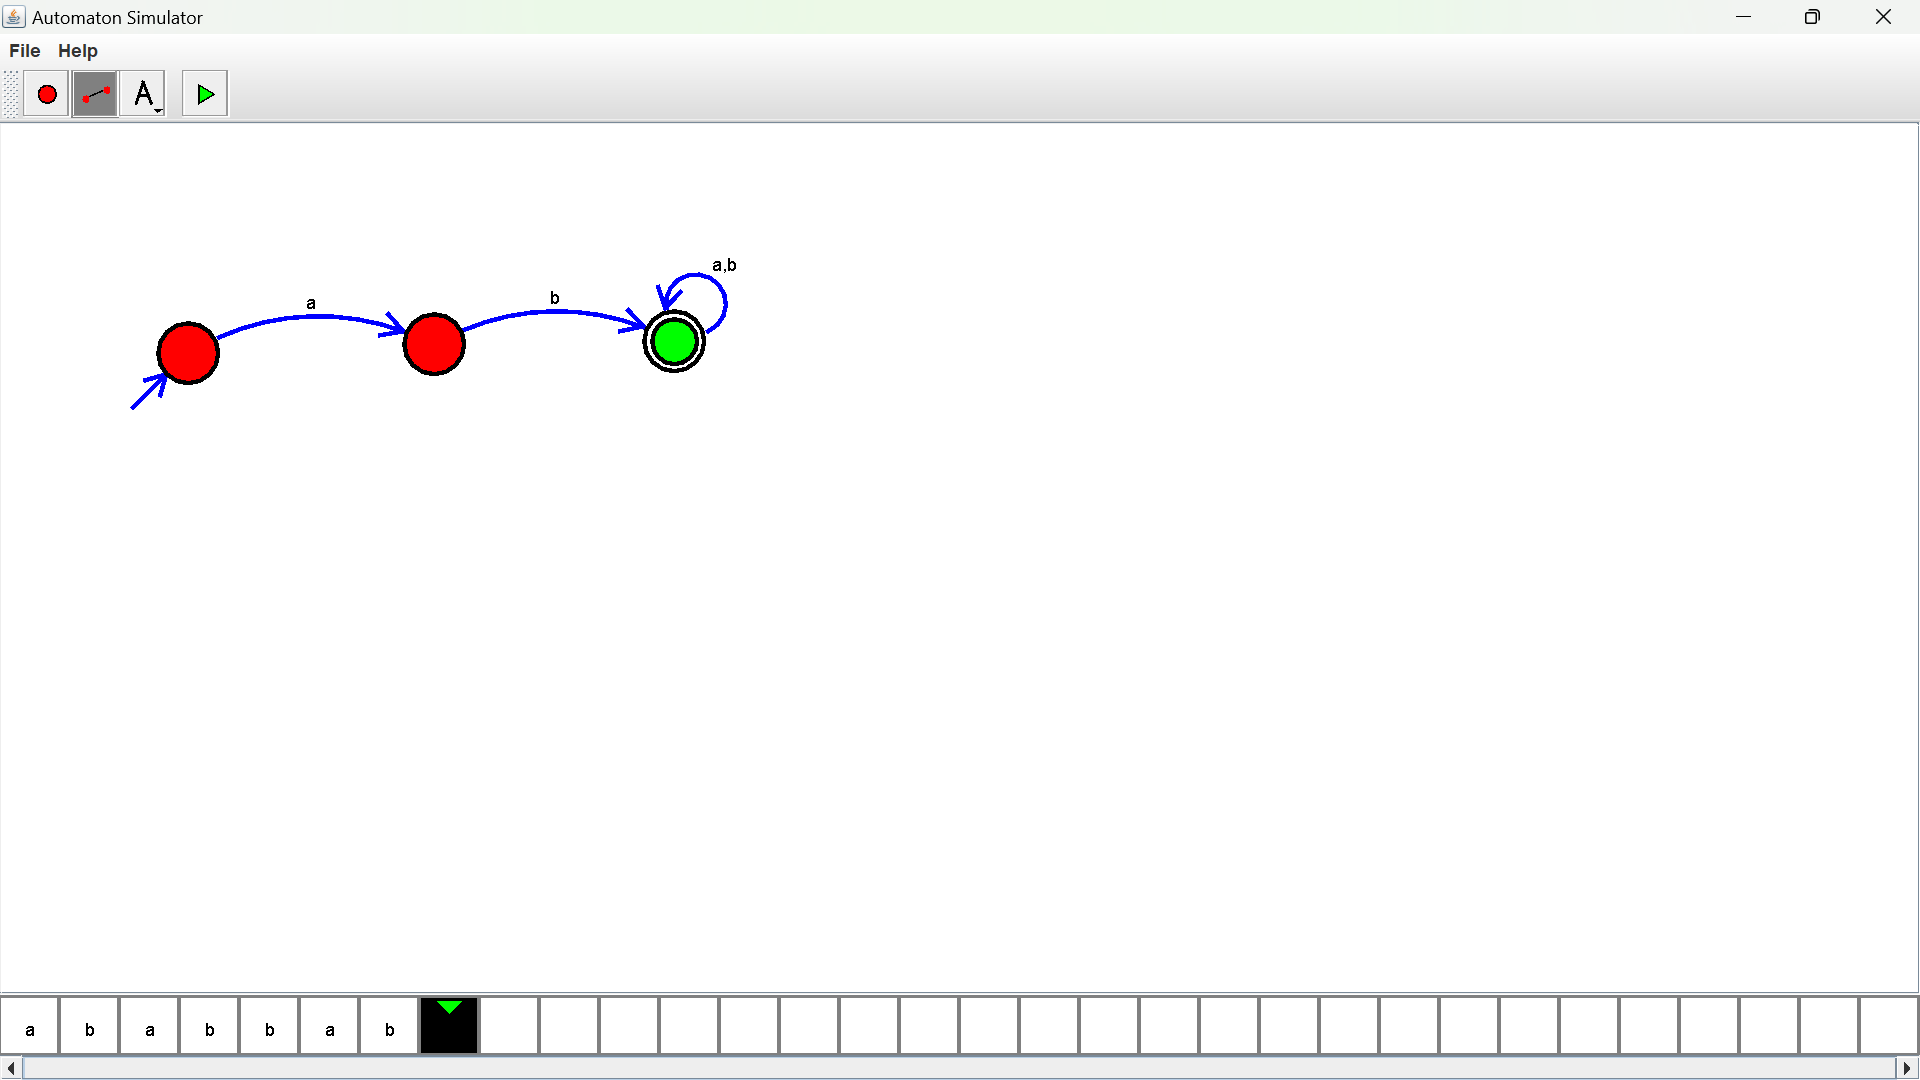 Automaton Simulator
File Help
A
a,b
b
a
a b a b b a b